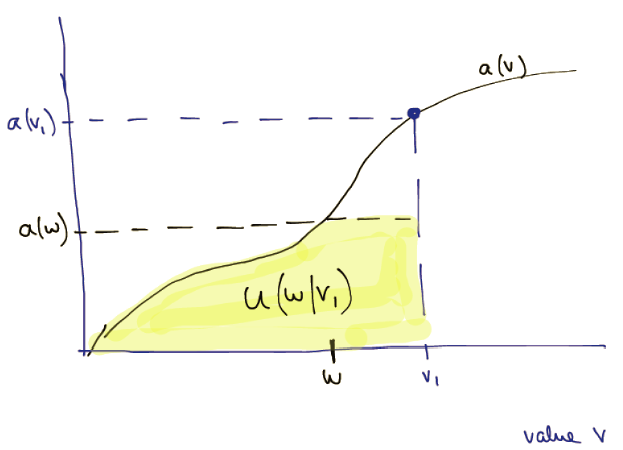 a(v)
a(v₁)
a(w)
u(w|v₁)
w
v₁
value v